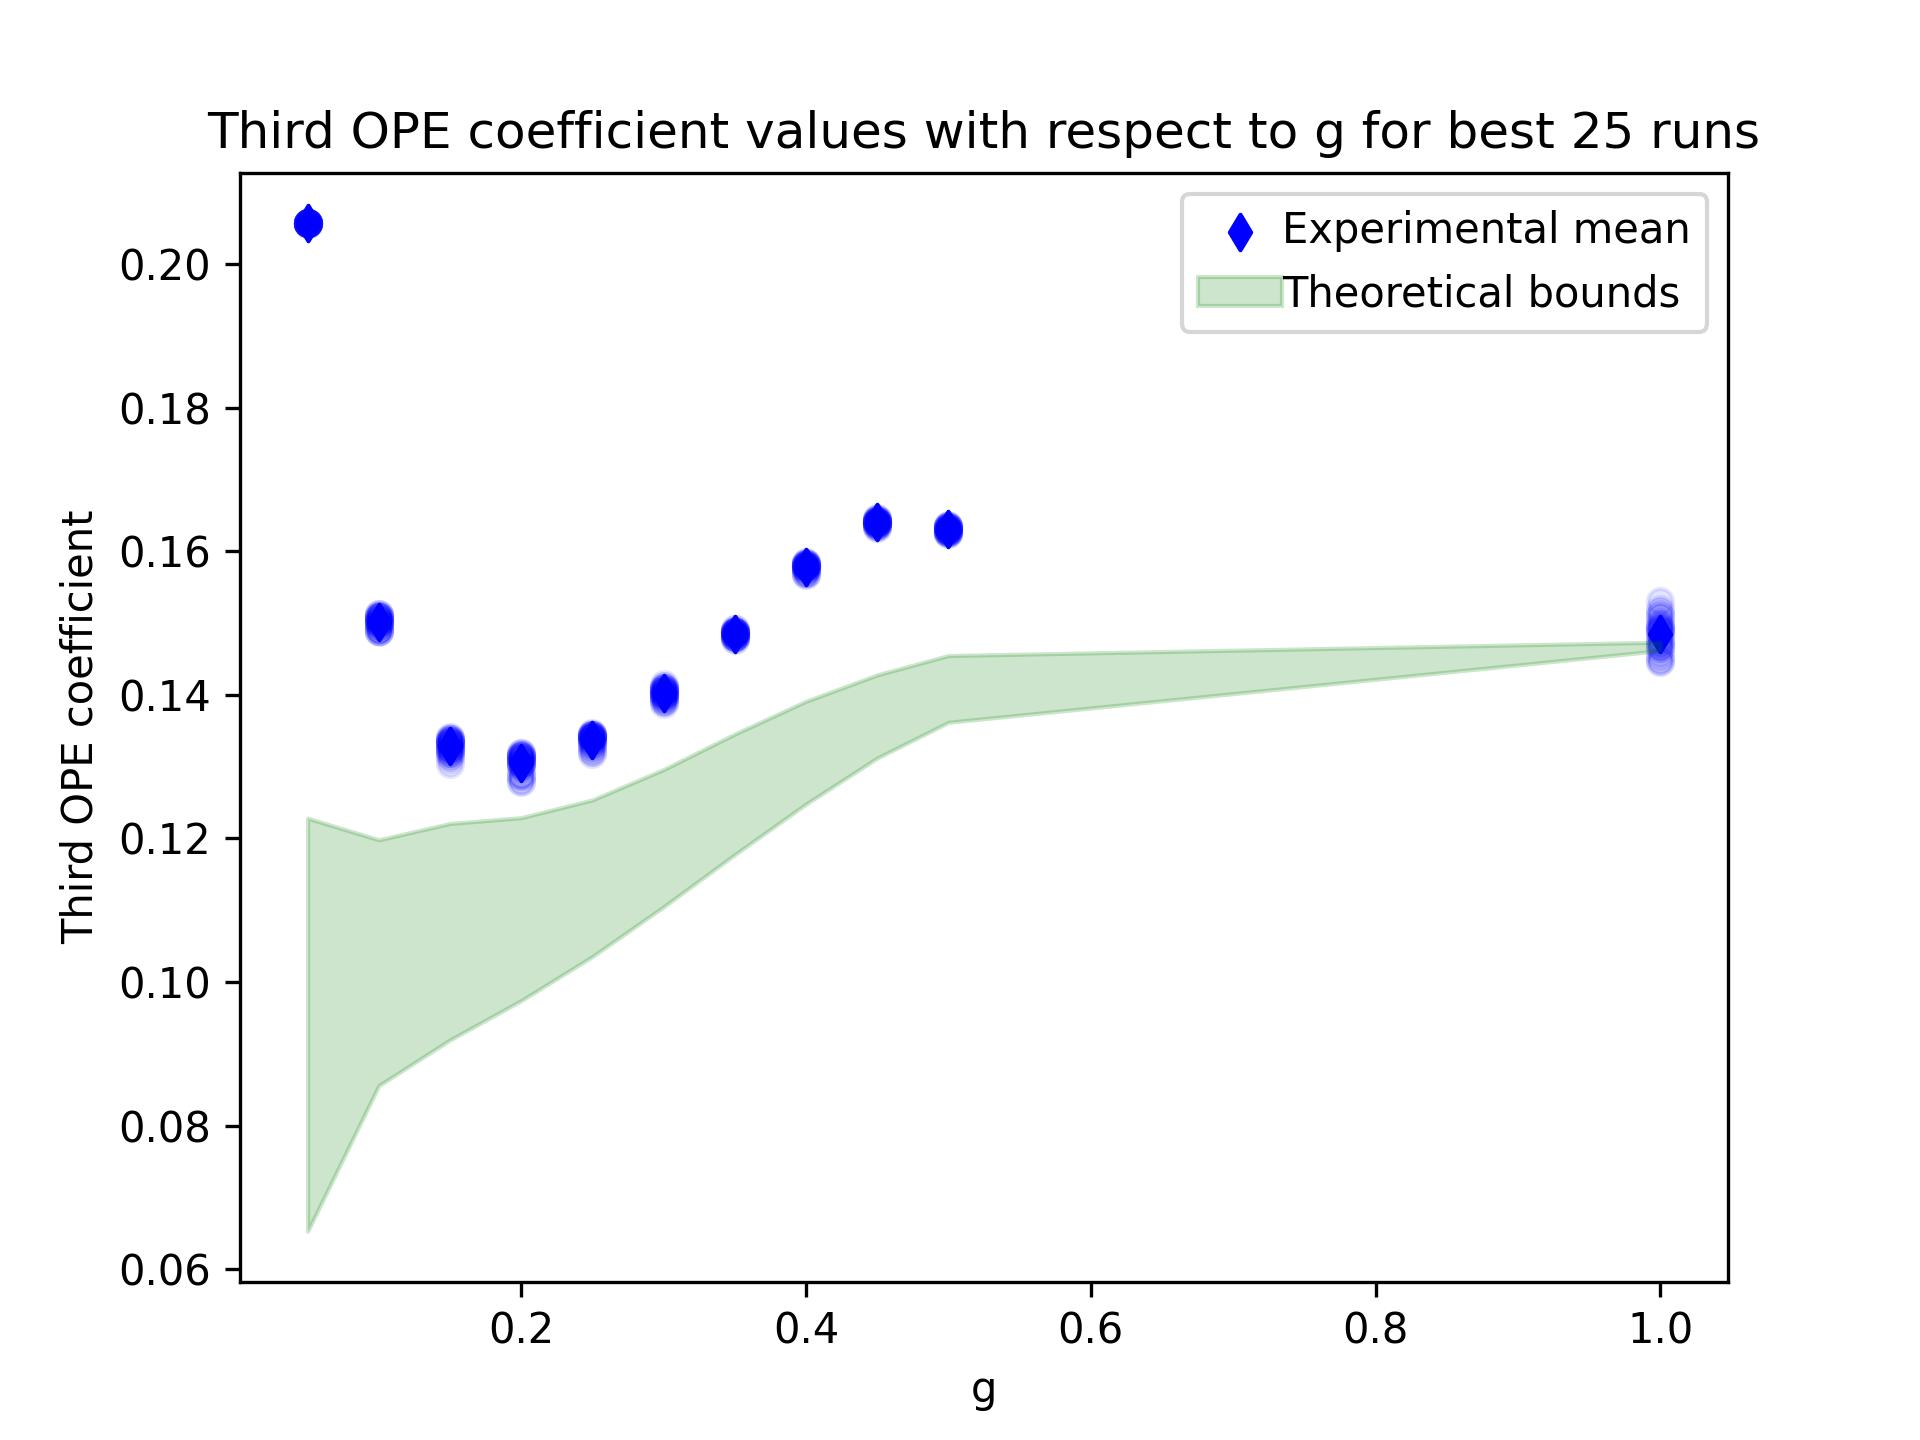 Third OPE coefficient values with respect to g for best 25 runs
Experimental mean
Theoretical bounds
Third OPE coefficient
0.20
0.18
0.16
0.14
0.12
0.10
0.08
0.06
0.2 0.4 0.6 0.8 1.0
g